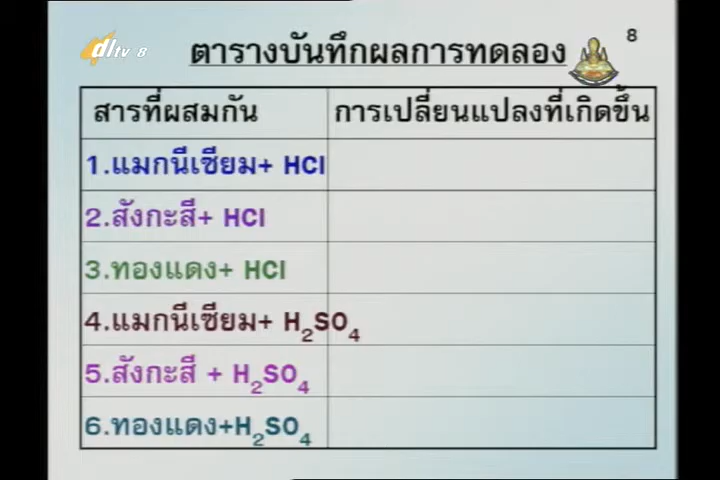 dltv 8
ตารางบันทึกผลการทดลอง
8
สารที่ผสมกัน การเปลี่ยนแปลงที่เกิดขึ้น
1.แมกนีเซียม+ HCl
2.สังกะสี+ HCl
3.ทองแดง+ HCl
4.แมกนีเซียม+ H2SO4
5.สังกะสี + H2SO4
6.ทองแดง+H2SO4